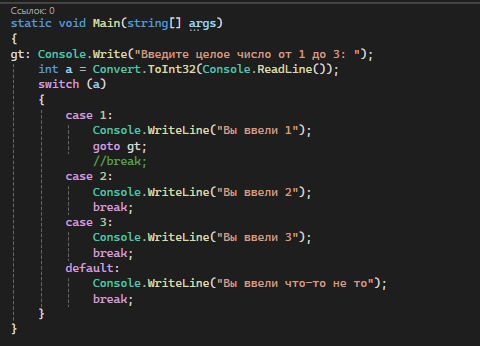 Ссылок: 0
static void Main(string[] args)
{
gt: Console.Write("Введите целое число от 1 до 3: ");
    int a = Convert.ToInt32(Console.ReadLine());
    switch (a)
    {
        case 1:
            Console.WriteLine("Вы ввели 1");
            goto gt;
            //break;
        case 2:
            Console.WriteLine("Вы ввели 2");
            break;
        case 3:
            Console.WriteLine("Вы ввели 3");
            break;
        default:
            Console.WriteLine("Вы ввели что-то не то");
            break;
    }
}